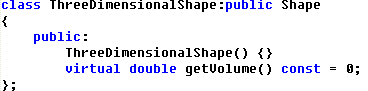 class ThreeDimensionalShape:public Shape
{
    public:
        ThreeDimensionalShape() {}
        virtual double getVolume() const = 0;
};